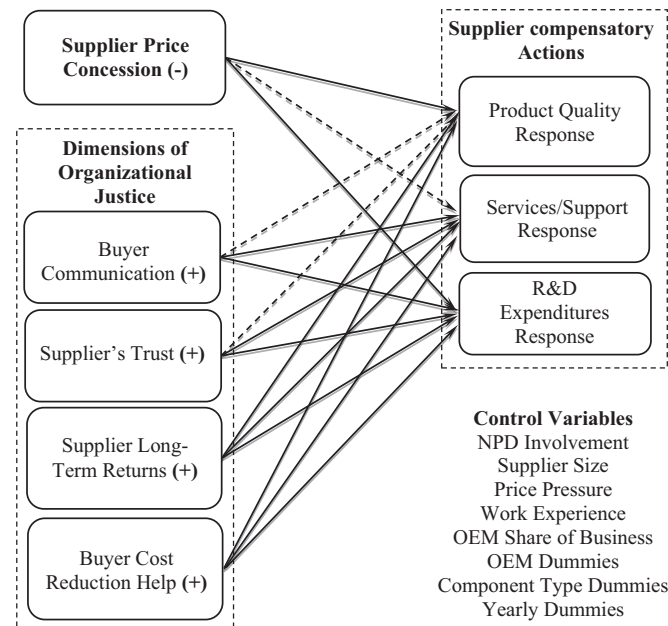 Supplier Price
Concession (-)
Dimensions of
Organizational
Justice
Buyer
Communication (+)
Supplier's Trust (+)
Supplier Long-
Term Returns (+)
Buyer Cost
Reduction Help (+)
Supplier compensatory
Actions
Product Quality
Response
Services/Support
Response
R&D
Expenditures
Response
Control Variables
NPD Involvement
Supplier Size
Price Pressure
Work Experience
OEM Share of Business
OEM Dummies
Component Type Dummies
Yearly Dummies